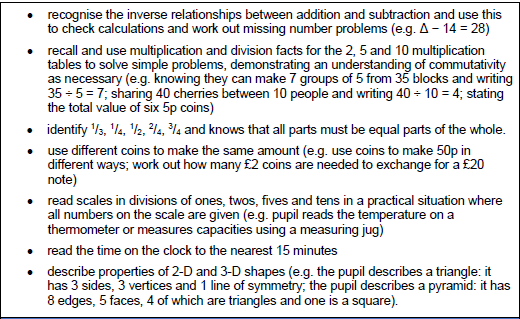 • recognise the inverse relationships between addition and subtraction and use this
to check calculations and work out missing number problems (e.g. Δ − 14 = 28)
• recall and use multiplication and division facts for the 2, 5 and 10 multiplication
tables to solve simple problems, demonstrating an understanding of commutativity
as necessary (e.g. knowing they can make 7 groups of 5 from 35 blocks and writing
35 ÷ 5 = 7; sharing 40 cherries between 10 people and writing 40 ÷ 10 = 4; stating
the total value of six 5p coins)
• identify 1/3, 1/4, 1/2, 2/4, 3/4 and knows that all parts must be equal parts of the whole.
• use different coins to make the same amount (e.g. use coins to make 50p in
different ways; work out how many £2 coins are needed to exchange for a £20
note)
• read scales in divisions of ones, twos, fives and tens in a practical situation where
all numbers on the scale are given (e.g. pupil reads the temperature on a
thermometer or measures capacities using a measuring jug)
• read the time on the clock to the nearest 15 minutes
• describe properties of 2-D and 3-D shapes (e.g. the pupil describes a triangle: it
has 3 sides, 3 vertices and 1 line of symmetry; the pupil describes a pyramid: it has
8 edges, 5 faces, 4 of which are triangles and one is a square).